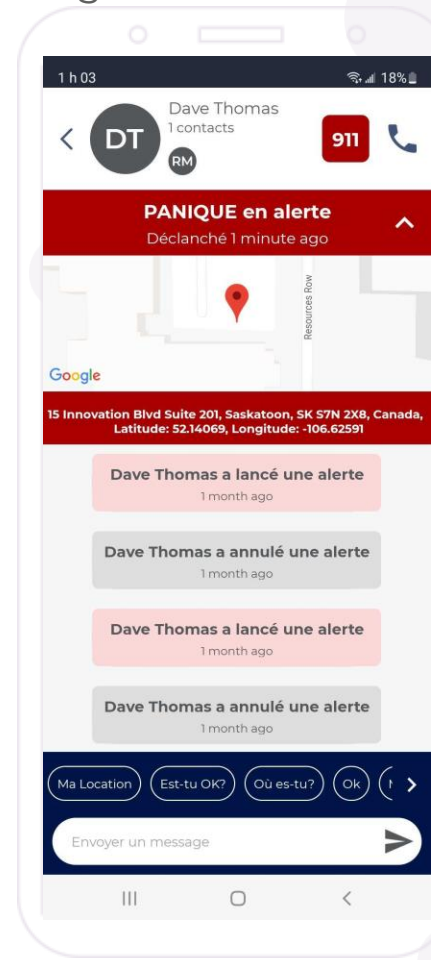 1 h 03
18%
Dave Thomas
1 contacts
DT
RM
911
PANIQUE en alerte
Déclanché 1 minute ago
Resources Row
Google
15 Innovation Blvd Suite 201, Saskatoon, SK S7N 2X8, Canada,
Latitude: 52.14069, Longitude: -106.62591
Dave Thomas a lancé une alerte
1 month ago
Dave Thomas a annulé une alerte
1 month ago
Dave Thomas a lancé une alerte
1 month ago
Dave Thomas a annulé une alerte
1 month ago
Ma Location
Est-tu OK?
Où es-tu?
Ok
Envoyer un message